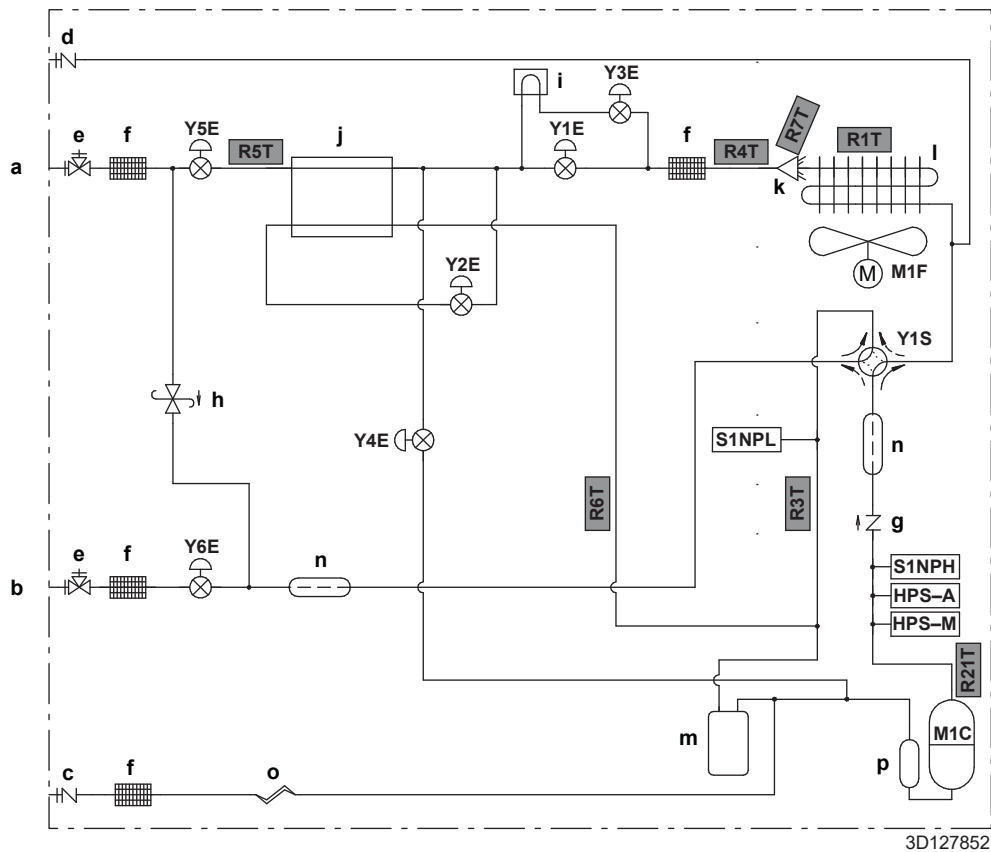 d
i
Y3E
e
f
Y5E
R5T
j
Y1E
f
R4T
R7T
R1T
l
a
k
Y2E
M
M1F
Y1S
h
Y4E
S1NPL
n
R6T
R3T
g
e
f
Y6E
n
b
S1NPH
HPS–A
HPS–M
R21T
m
M1C
p
c
f
o
3D127852